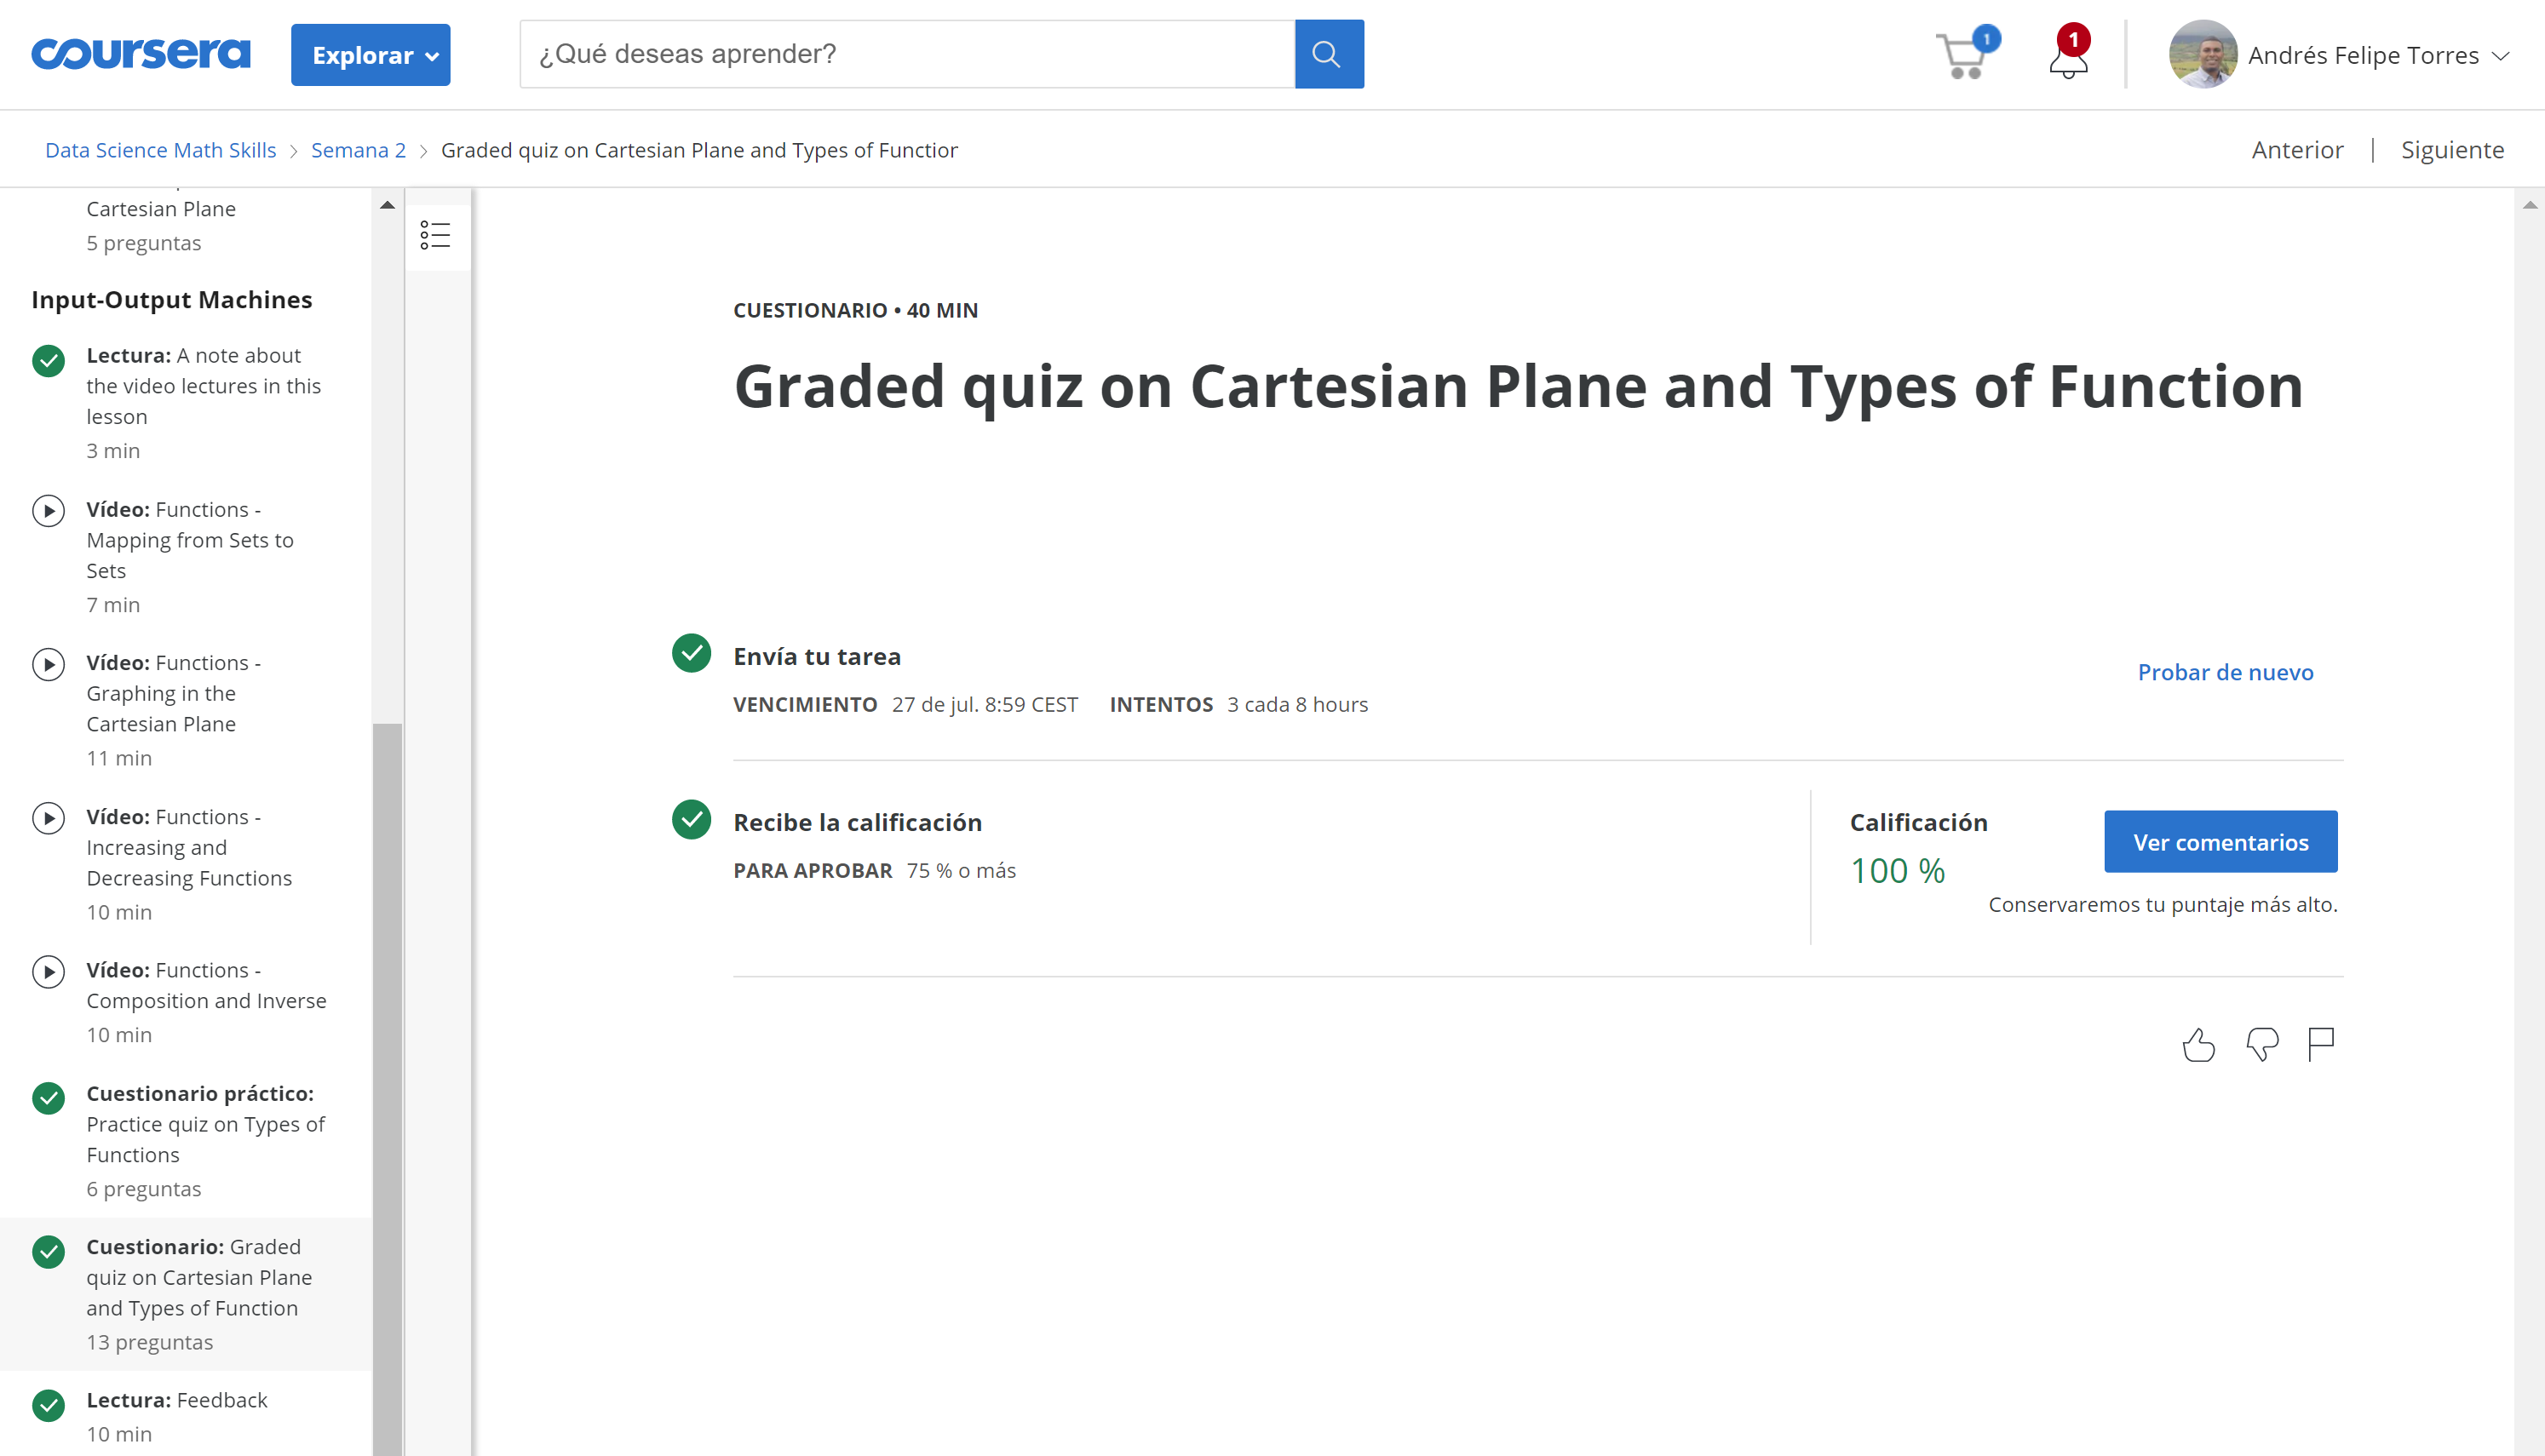 coursera
Explorar
¿Qué deseas aprender?
1
1
Andrés Felipe Torres
Data Science Math Skills > Semana 2 > Graded quiz on Cartesian Plane and Types of Functior
Anterior | Siguiente
Cartesian Plane
5 preguntas
Input-Output Machines
Lectura: A note about
the video lectures in this
lesson
3 min
Vídeo: Functions -
Mapping from Sets to
Sets
7 min
Vídeo: Functions -
Graphing in the
Cartesian Plane
11 min
Vídeo: Functions -
Increasing and
Decreasing Functions
10 min
Vídeo: Functions -
Composition and Inverse
10 min
Cuestionario práctico:
Practice quiz on Types of
Functions
6 preguntas
Cuestionario: Graded
quiz on Cartesian Plane
and Types of Function
13 preguntas
Lectura: Feedback
10 min
CUESTIONARIO • 40 MIN
Graded quiz on Cartesian Plane and Types of Function
Envía tu tarea
VENCIMIENTO 27 de jul. 8:59 CEST INTENTOS 3 cada 8 hours
Probar de nuevo
Recibe la calificación
PARA APROBAR 75 % o más
Calificación
100 %
Ver comentarios
Conservaremos tu puntaje más alto.